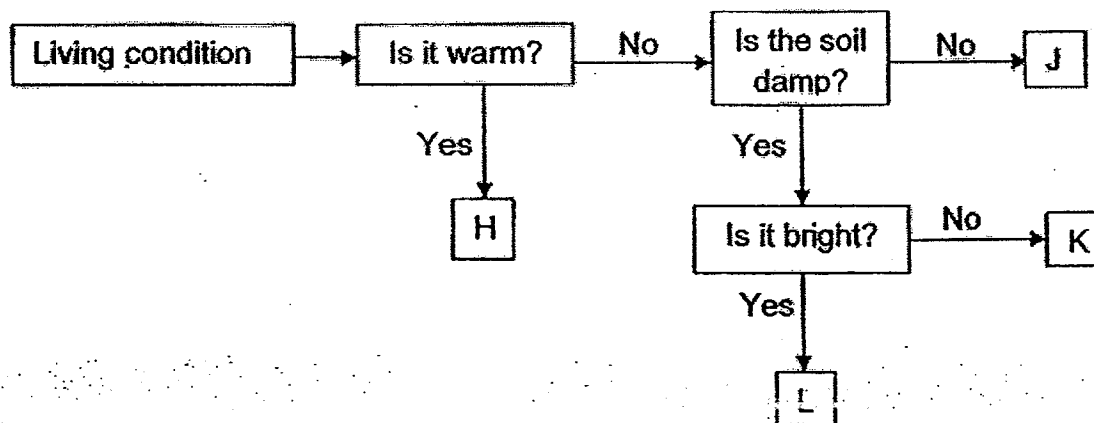 Living condition
Is it warm?
No
Is the soil
damp?
No
J
Yes
Yes
H
Is it bright?
No
K
Yes
L